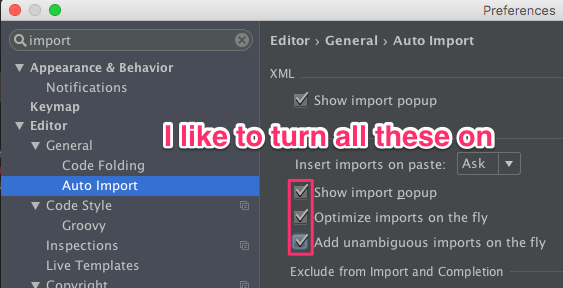 Preferences
import
Editor › General › Auto Import
Appearance & Behavior
Notifications
Keymap
Editor
General
Code Folding
Auto Import
Code Style
Groovy
Inspections
Live Templates
Copyright
XML
Show import popup
I like to turn all these on
Insert imports on paste: Ask
Show import popup
Optimize imports on the fly
Add unambiguous imports on the fly
Exclude from Import and Completion